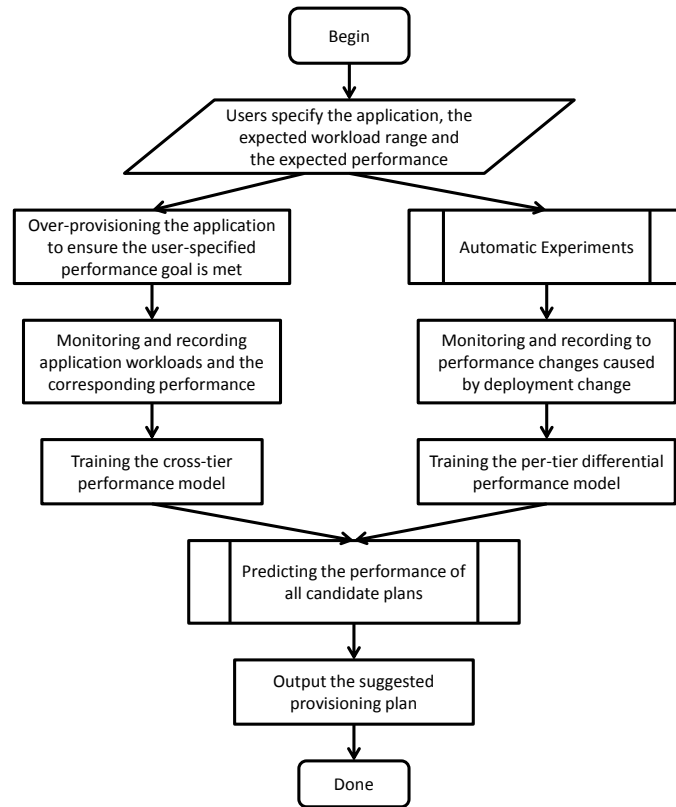 Begin
Users specify the application, the
expected workload range and
the expected performance
Over-provisioning the application
to ensure the user-specified
performance goal is met
Automatic Experiments
Monitoring and recording
application workloads and the
corresponding performance
Monitoring and recording to
performance changes caused
by deployment change
Training the cross-tier
performance model
Training the per-tier differential
performance model
Predicting the performance of
all candidate plans
Output the suggested
provisioning plan
Done